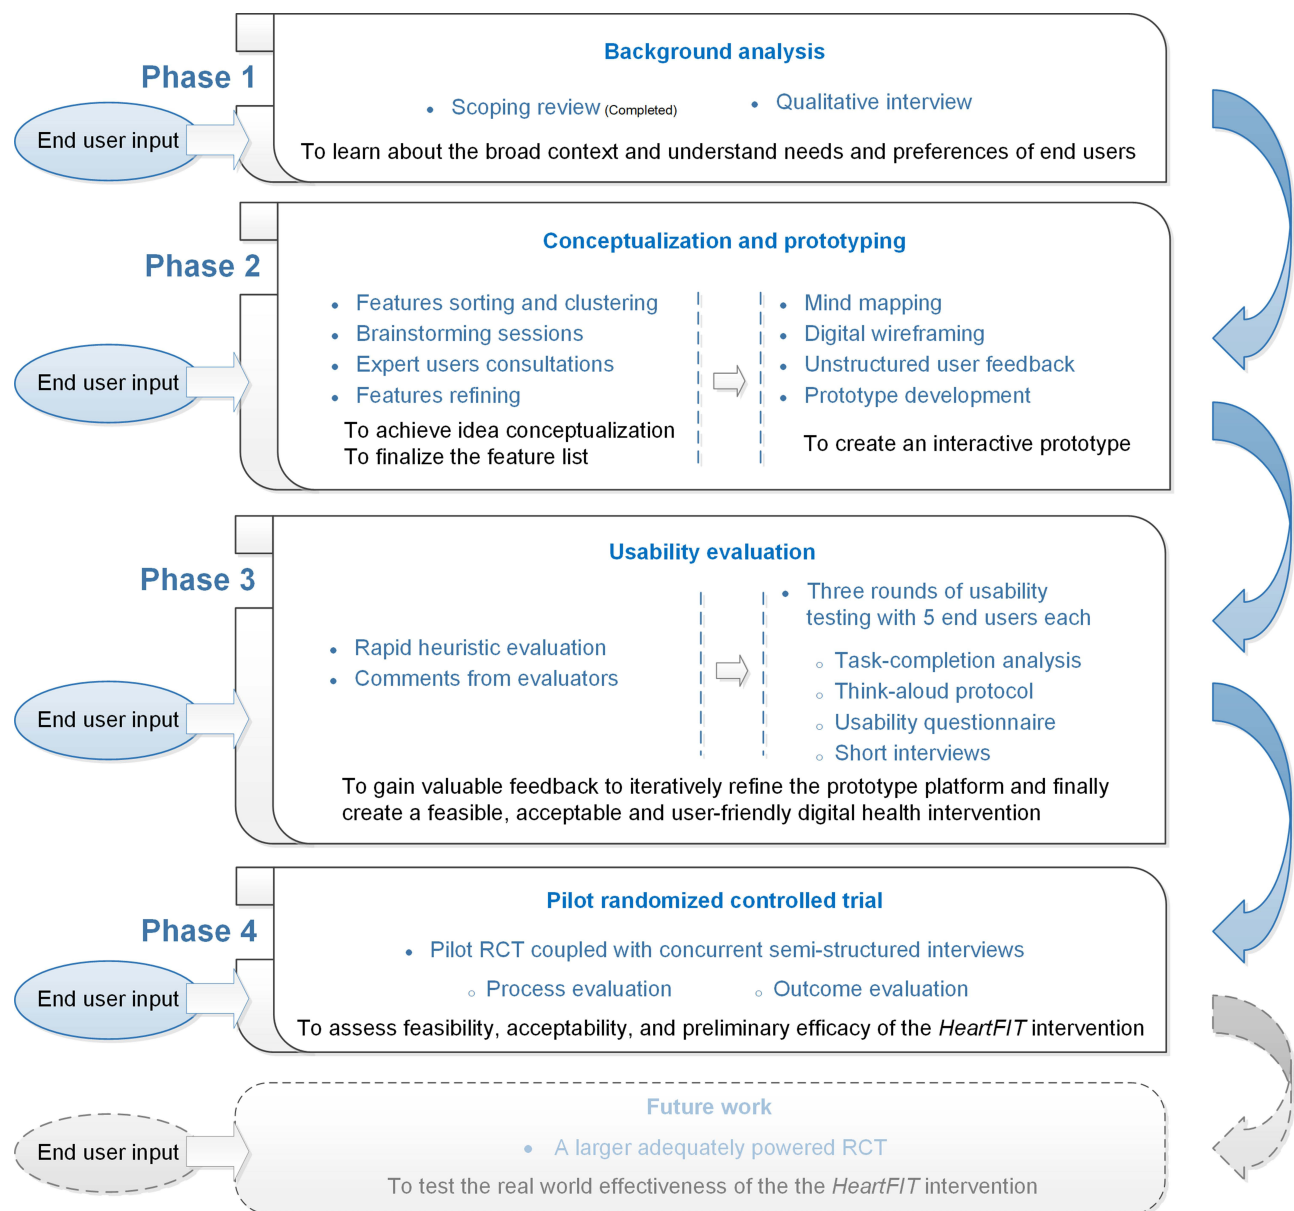 Background analysis
Phase 1
Scoping review (Completed)
Qualitative interview
End user input
To learn about the broad context and understand needs and preferences of end users
Conceptualization and prototyping
Phase 2
Features sorting and clustering
Brainstorming sessions
Expert users consultations
Features refining
To achieve idea conceptualization
To finalize the feature list
Mind mapping
Digital wireframing
Unstructured user feedback
Prototype development
To create an interactive prototype
End user input
Usability evaluation
Phase 3
Rapid heuristic evaluation
Comments from evaluators
Three rounds of usability
testing with 5 end users each
Task-completion analysis
Think-aloud protocol
Usability questionnaire
Short interviews
End user input
To gain valuable feedback to iteratively refine the prototype platform and finally
create a feasible, acceptable and user-friendly digital health intervention
Pilot randomized controlled trial
Phase 4
Pilot RCT coupled with concurrent semi-structured interviews
Process evaluation
Outcome evaluation
End user input
To assess feasibility, acceptability, and preliminary efficacy of the HeartFIT intervention
Future work
A larger adequately powered RCT
End user input
To test the real world effectiveness of the the HeartFIT intervention